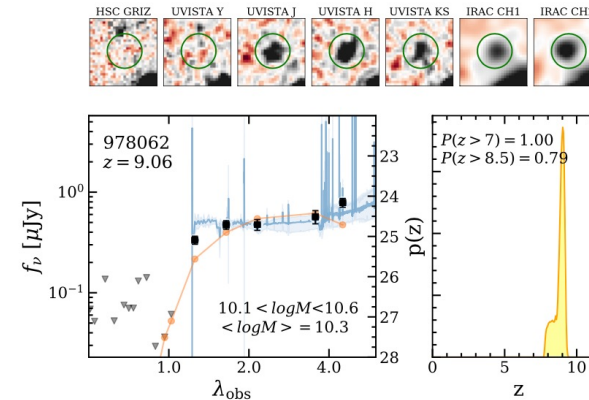 HSC GRIZ UVISTA Y UVISTA J UVISTA H UVISTA KS IRAC CH1 IRAC CH
978062
z = 9.06
10.1 < logM < 10.6
< logM > = 10.3
10⁰
10⁻¹
fν [μJy]
23
24
25
26
27
28
1.0 2.0 4.0
λobs
P(z > 7) = 1.00
P(z > 8.5) = 0.79
p(z)
0 5 10
z